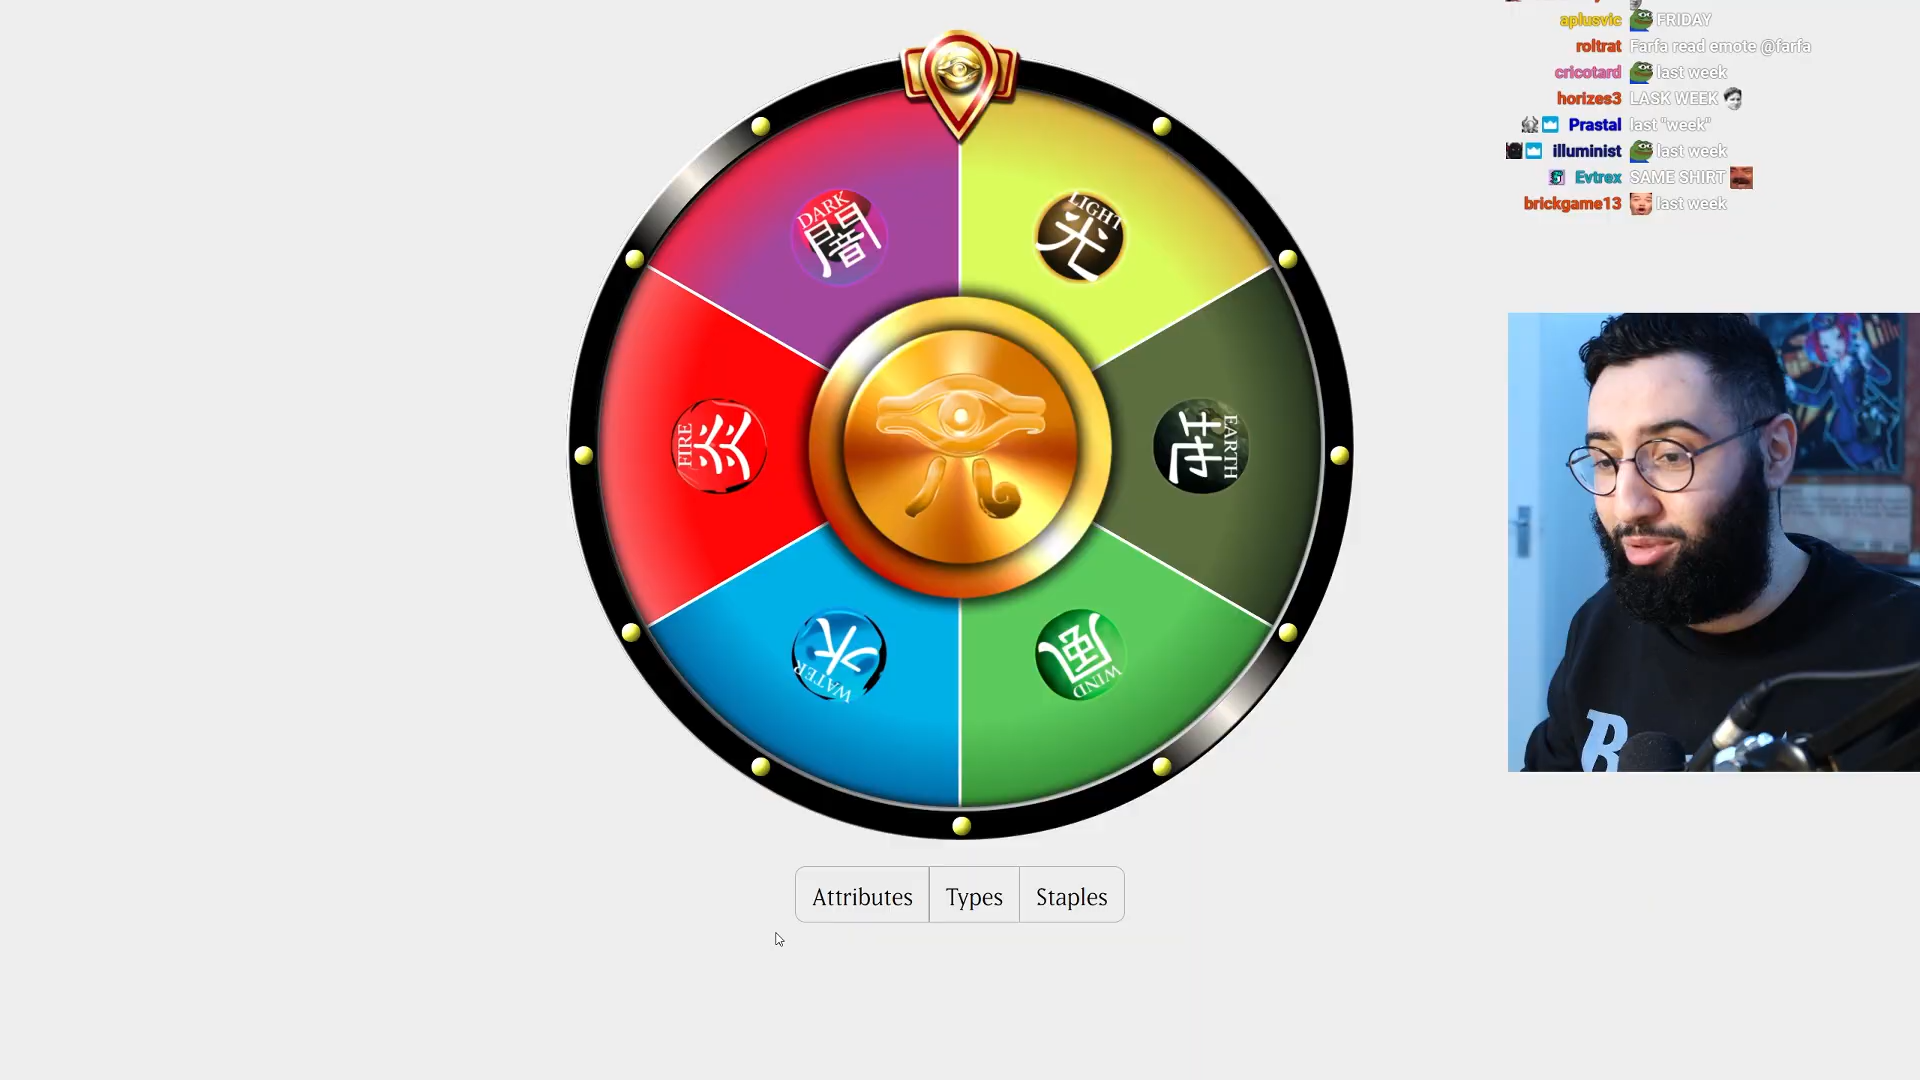 aplusvic FRIDAY
roltrat Farfa read emote @farfa
cricotard last week
horizes3 LASK WEEK
Prastal last "week"
illuminist last week
Evtrex SAME SHIRT
brickgame13 last week
DARK
闇
LIGHT
光
FIRE
炎
EARTH
地
WATER
水
WIND
風
Attributes
Types
Staples
B